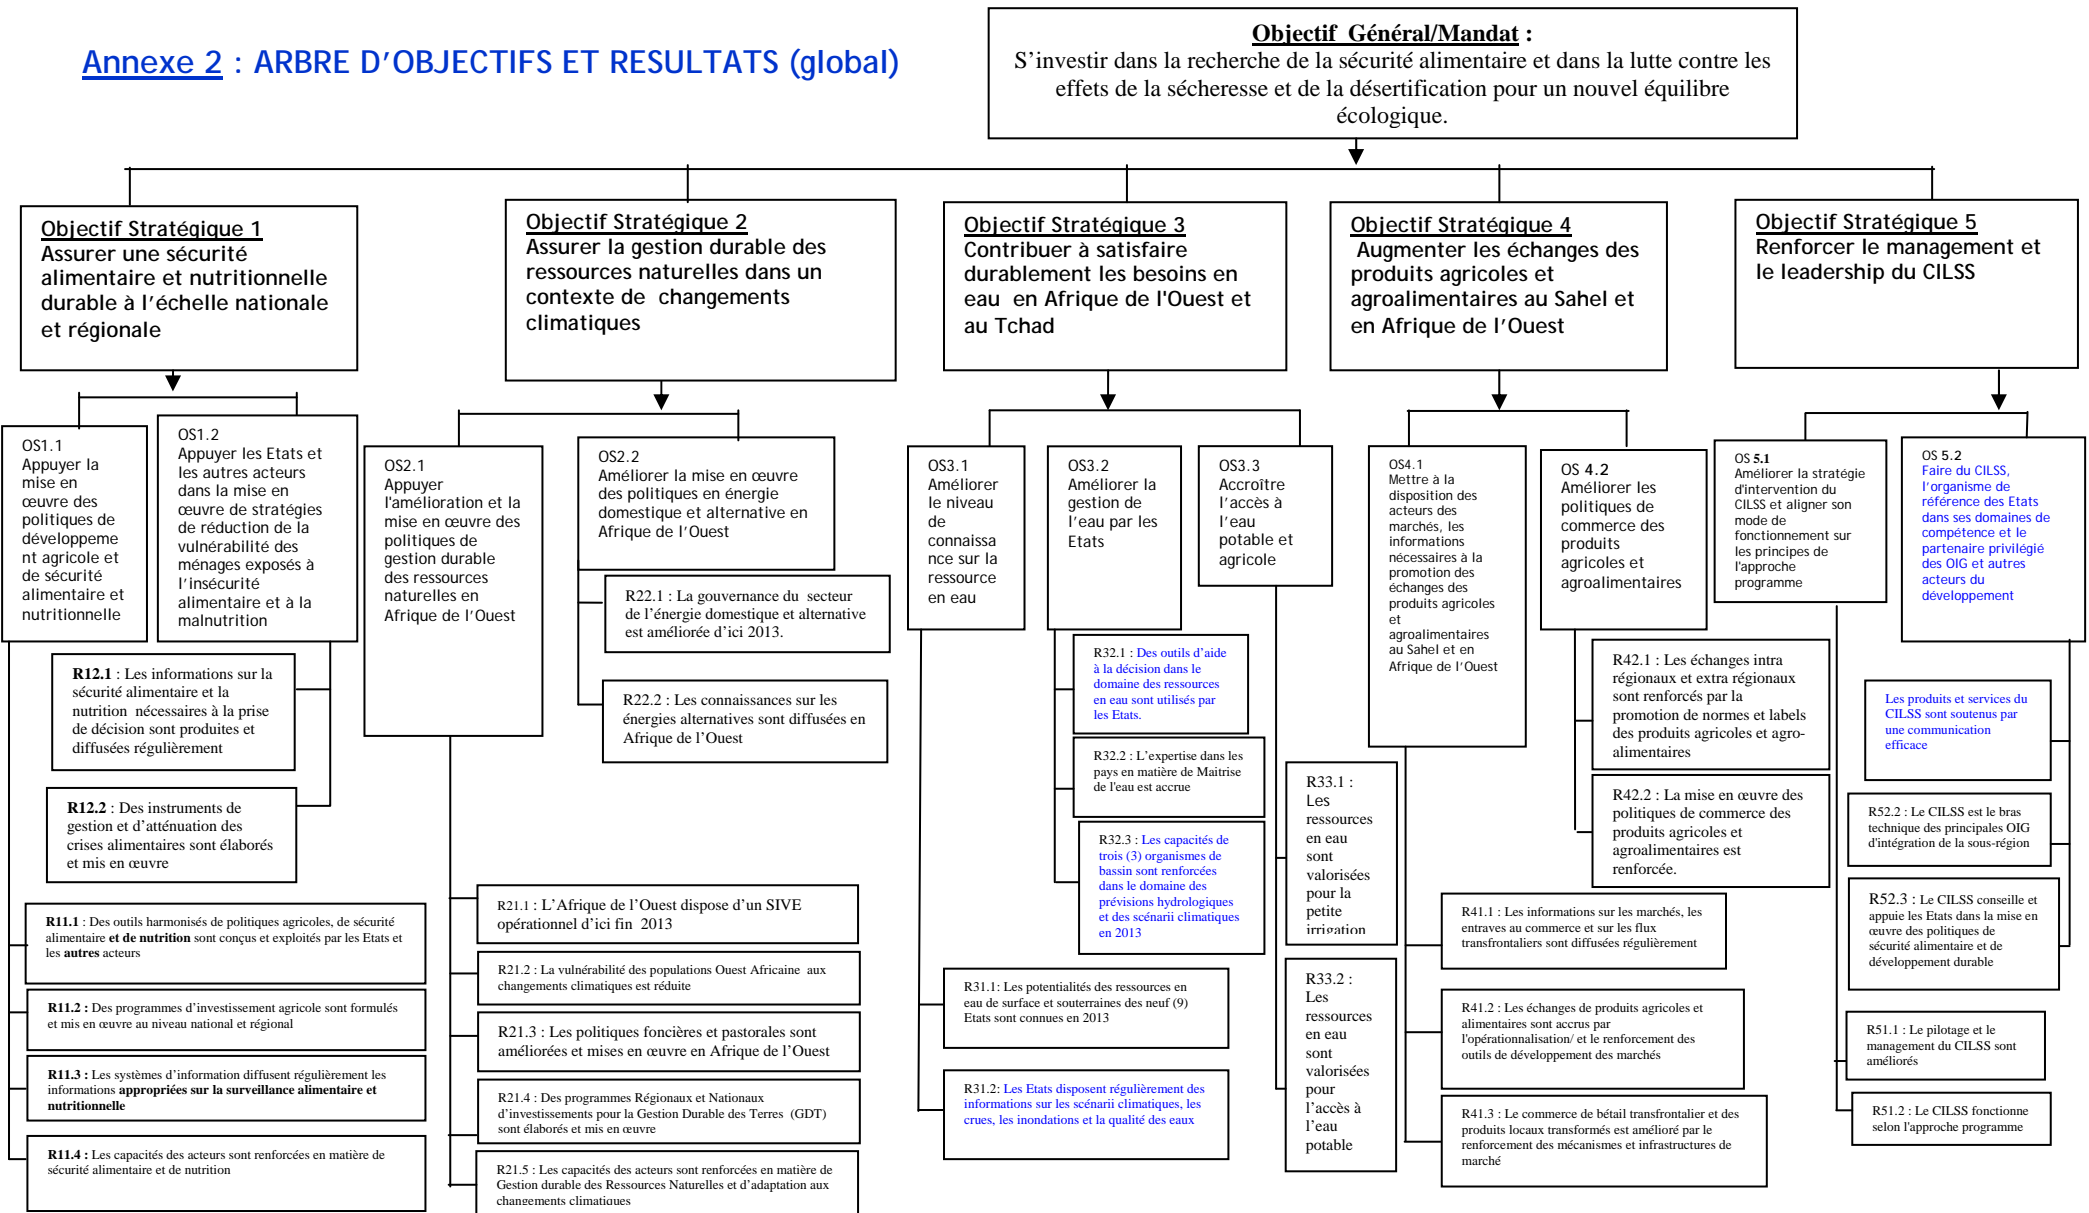 Annexe 2 : ARBRE D’OBJECTIFS ET RESULTATS (global)
Objectif Général/Mandat :
S’investir dans la recherche de la sécurité alimentaire et dans la lutte contre les
effets de la sécheresse et de la désertification pour un nouvel équilibre
écologique.
Objectif Stratégique 1
Assurer une sécurité
alimentaire et nutritionnelle
durable à l’échelle nationale
et régionale
Objectif Stratégique 2
Assurer la gestion durable des
ressources naturelles dans un
contexte de changements
climatiques
Objectif Stratégique 3
Contribuer à satisfaire
durablement les besoins en
eau en Afrique de l'Ouest et
au Tchad
Objectif Stratégique 4
Augmenter les échanges des
produits agricoles et
agroalimentaires au Sahel et
en Afrique de l’Ouest
Objectif Stratégique 5
Renforcer le management et
le leadership du CILSS
OS1.1
Appuyer la
mise en
œuvre des
politiques de
développeme
nt agricole et
de sécurité
alimentaire et
nutritionnelle
OS1.2
Appuyer les Etats et
les autres acteurs
dans la mise en
œuvre de stratégies
de réduction de la
vulnérabilité des
ménages exposés à
l’insécurité
alimentaire et à la
malnutrition
R12.1 : Les informations sur la
sécurité alimentaire et la
nutrition nécessaires à la prise
de décision sont produites et
diffusées régulièrement
R12.2 : Des instruments de
gestion et d’atténuation des
crises alimentaires sont élaborés
et mis en œuvre
R11.1 : Des outils harmonisés de politiques agricoles, de sécurité
alimentaire et de nutrition sont conçus et exploités par les Etats et
les autres acteurs
R11.2 : Des programmes d’investissement agricole sont formulés
et mis en œuvre au niveau national et régional
R11.3 : Les systèmes d’information diffusent régulièrement les
informations appropriées sur la surveillance alimentaire et
nutritionnelle
R11.4 : Les capacités des acteurs sont renforcées en matière de
sécurité alimentaire et de nutrition
OS2.1
Appuyer
l'amélioration et la
mise en œuvre des
politiques de
gestion durable
des ressources
naturelles en
Afrique de l’Ouest
OS2.2
Améliorer la mise en œuvre
des politiques en énergie
domestique et alternative en
Afrique de l’Ouest
R22.1 : La gouvernance du secteur
de l’énergie domestique et alternative
est améliorée d’ici 2013.
R22.2 : Les connaissances sur les
énergies alternatives sont diffusées en
Afrique de l’Ouest
R21.1 : L’Afrique de l’Ouest dispose d’un SIVE
opérationnel d’ici fin 2013
R21.2 : La vulnérabilité des populations Ouest Africaine aux
changements climatiques est réduite
R21.3 : Les politiques foncières et pastorales sont
améliorées et mises en œuvre en Afrique de l’Ouest
R21.4 : Des programmes Régionaux et Nationaux
d’investissements pour la Gestion Durable des Terres (GDT)
sont élaborés et mis en œuvre
R21.5 : Les capacités des acteurs sont renforcées en matière de
Gestion durable des Ressources Naturelles et d’adaptation aux
changements climatiques
OS3.1
Améliorer
le niveau
de
connaissa
nce sur la
ressource
en eau
OS3.2
Améliorer la
gestion de
l’eau par les
Etats
OS3.3
Accroître
l’accès à
l’eau
potable et
agricole
R32.1 : Des outils d’aide
à la décision dans le
domaine des ressources
en eau sont utilisés par
les Etats.
R32.2 : L’expertise dans les
pays en matière de Maitrise
de l'eau est accrue
R32.3 : Les capacités de
trois (3) organismes de
bassin sont renforcées
dans le domaine des
prévisions hydrologiques
et des scénarii climatiques
en 2013
R33.1 :
Les
ressources
en eau
sont
valorisées
pour la
petite
irrigation
R33.2 :
Les
ressources
en eau
sont
valorisées
pour
l’accès à
l’eau
potable
R31.1: Les potentialités des ressources en
eau de surface et souterraines des neuf (9)
Etats sont connues en 2013
R31.2: Les Etats disposent régulièrement des
informations sur les scénarii climatiques, les
crues, les inondations et la qualité des eaux
OS4.1
Mettre à la
disposition des
acteurs des
marchés, les
informations
nécessaires à la
promotion des
échanges des
produits agricoles
et
agroalimentaires
au Sahel et en
Afrique de l’Ouest
OS 4.2
Améliorer les
politiques de
commerce des
produits
agricoles et
agroalimentaires
R42.1 : Les échanges intra
régionaux et extra régionaux
sont renforcés par la
promotion de normes et labels
des produits agricoles et agro-
alimentaires
R42.2 : La mise en œuvre des
politiques de commerce des
produits agricoles et
agroalimentaires est
renforcée.
R41.1 : Les informations sur les marchés, les
entraves au commerce et sur les flux
transfrontaliers sont diffusées régulièrement
R41.2 : Les échanges de produits agricoles et
alimentaires sont accrus par
l'opérationnalisation/ et le renforcement des
outils de développement des marchés
R41.3 : Le commerce de bétail transfrontalier et des
produits locaux transformés est amélioré par le
renforcement des mécanismes et infrastructures de
marché
OS 5.1
Améliorer la stratégie
d'intervention du
CILSS et aligner son
mode de
fonctionnement sur
les principes de
l'approche
programme
OS 5.2
Faire du CILSS,
l’organisme de
référence des Etats
dans ses domaines de
compétence et le
partenaire privilégié
des OIG et autres
acteurs du
développement
Les produits et services du
CILSS sont soutenus par
une communication
efficace
R52.2 : Le CILSS est le bras
technique des principales OIG
d'intégration de la sous-région
R52.3 : Le CILSS conseille et
appuie les Etats dans la mise en
œuvre des politiques de
sécurité alimentaire et de
développement durable
R51.1 : Le pilotage et le
management du CILSS sont
améliorés
R51.2 : Le CILSS fonctionne
selon l'approche programme